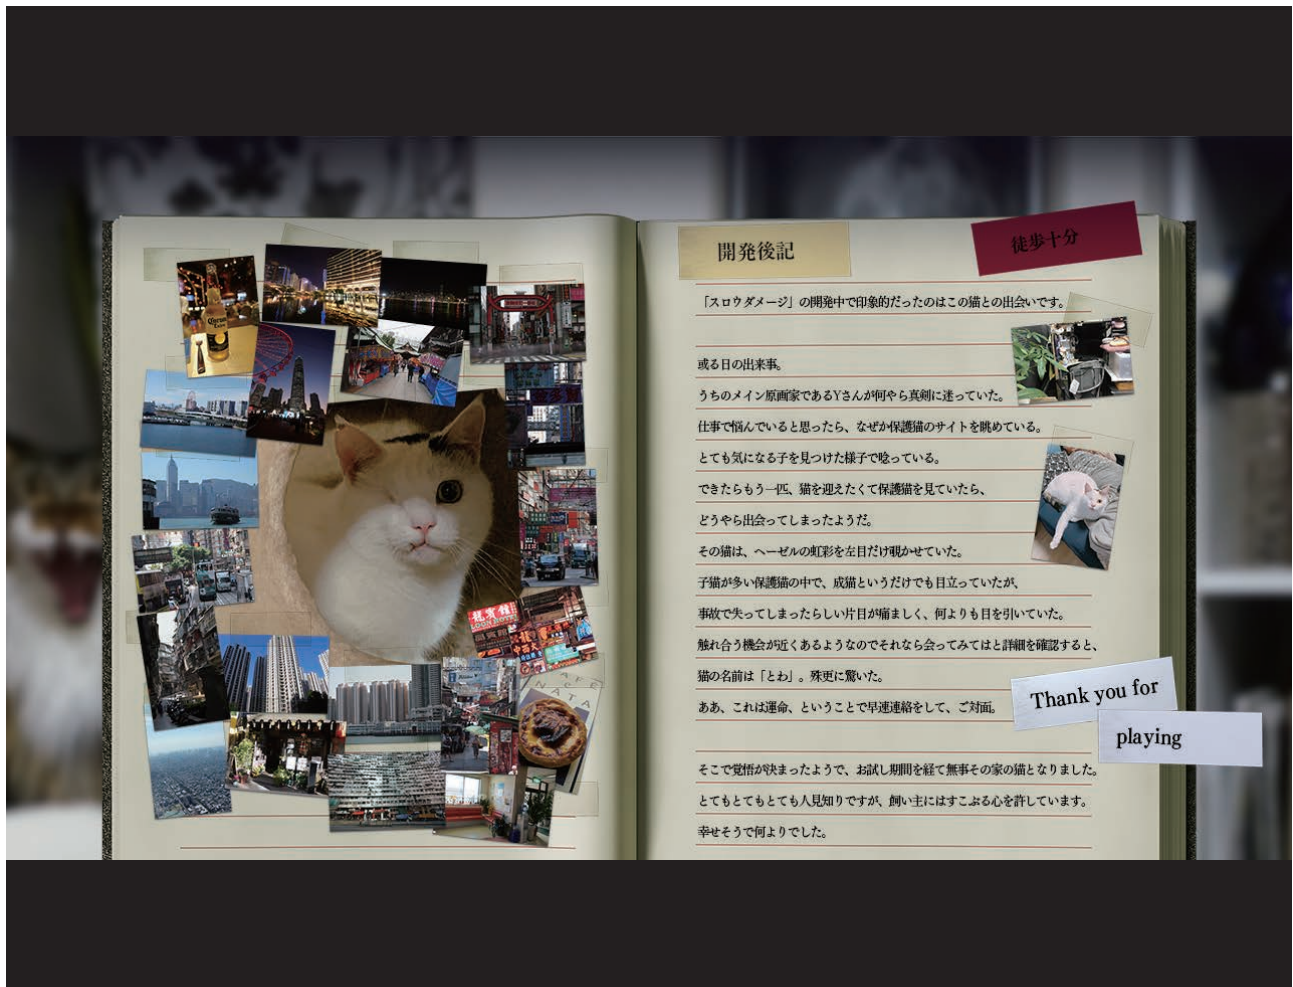 開発後記
徒歩十分
「スロウダメージ」の開発中で印象的だったのはこの猫との出会いです。
或る日の出来事。
うちのメイン原画家であるYさんが何やら真剣に迷っていた。
仕事で悩んでいると思ったら、なぜか保護猫のサイトを眺めている。
とても気になる子を見つけた様子で唸っている。
できたらもう一匹、猫を迎えたくて保護猫を見ていたら、
どうやら出会ってしまったようだ。
その猫は、ヘーゼルの虹彩を左目だけ覗かせていた。
子猫が多い保護猫の中で、成猫というだけでも目立っていたが、
事故で失ってしまったらしい片目が痛ましく、何よりも目を引いていた。
触れ合う機会が近くあるようなのでそれなら会ってみてはと詳細を確認すると、
猫の名前は「とわ」。殊更に驚いた。
ああ、これは運命、ということで早速連絡をして、ご対面。
そこで覚悟が決まったようで、お試し期間を経て無事その家の猫となりました。
とてもとてもとても人見知りですが、飼い主にはすこぶる心を許しています。
幸せそうで何よりでした。
Thank you for
playing
龍賓館
CAFE
NATA